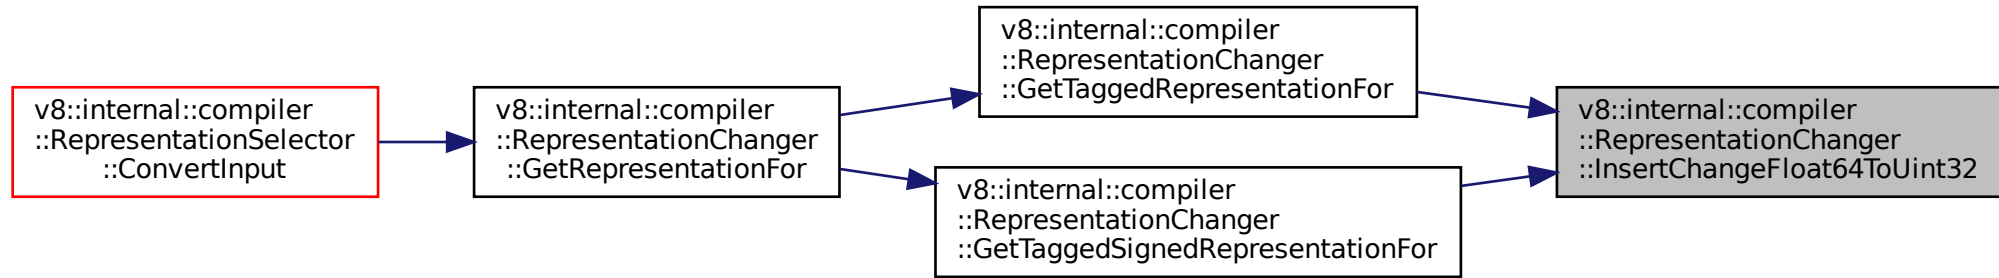 v8::internal::compiler
::RepresentationSelector
::ConvertInput
v8::internal::compiler
::RepresentationChanger
::GetRepresentationFor
v8::internal::compiler
::RepresentationChanger
::GetTaggedRepresentationFor
v8::internal::compiler
::RepresentationChanger
::GetTaggedSignedRepresentationFor
v8::internal::compiler
::RepresentationChanger
::InsertChangeFloat64ToUint32